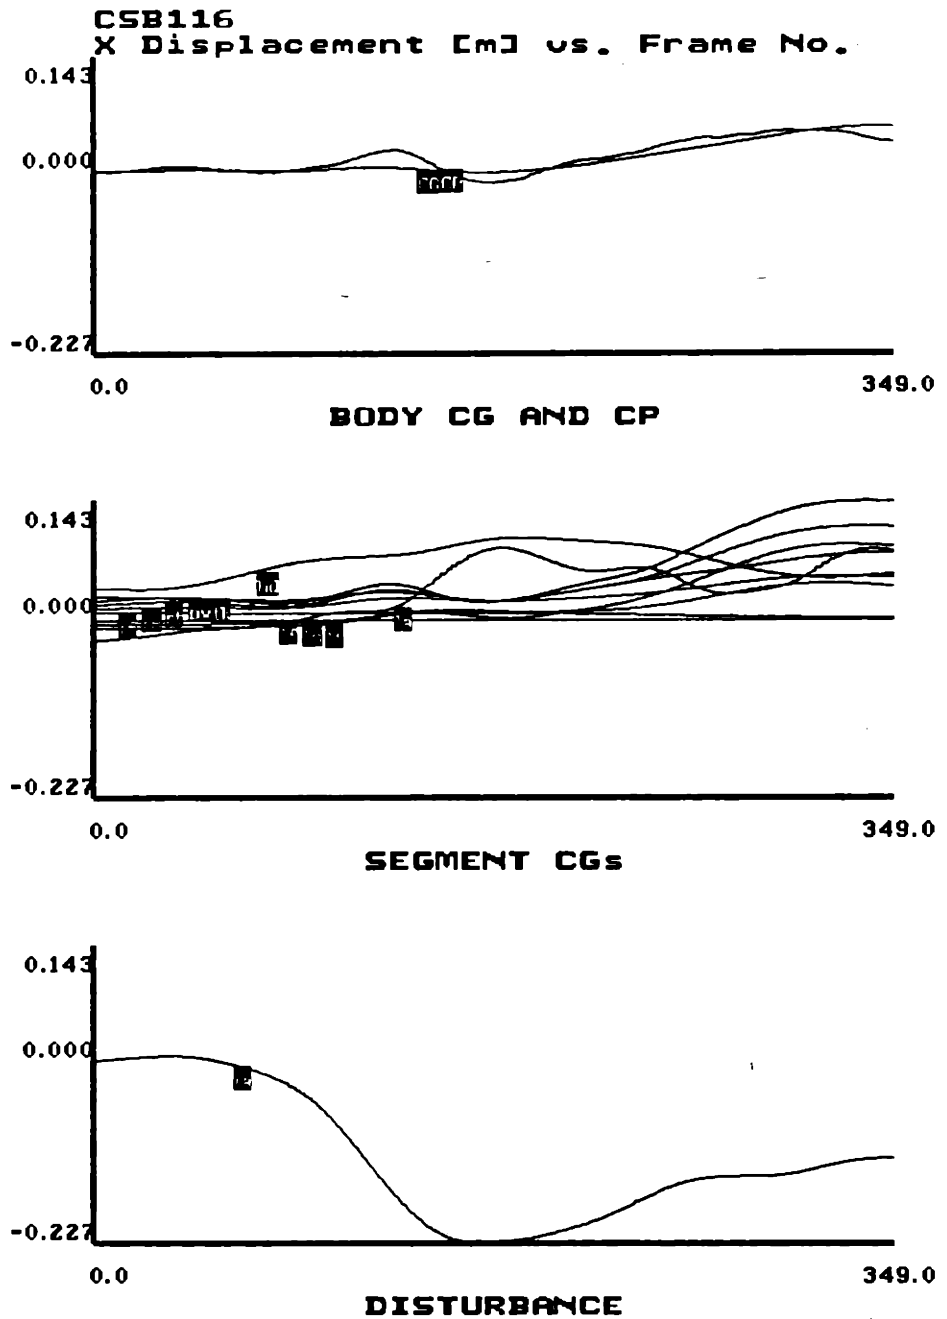 CSB116
X Displacement [m] vs. Frame No.
0.143
0.000
-0.227
0.0 349.0
BODY CG AND CP
0.143
0.000
-0.227
0.0 349.0
SEGMENT CGs
0.143
0.000
-0.227
0.0 349.0
DISTURBANCE